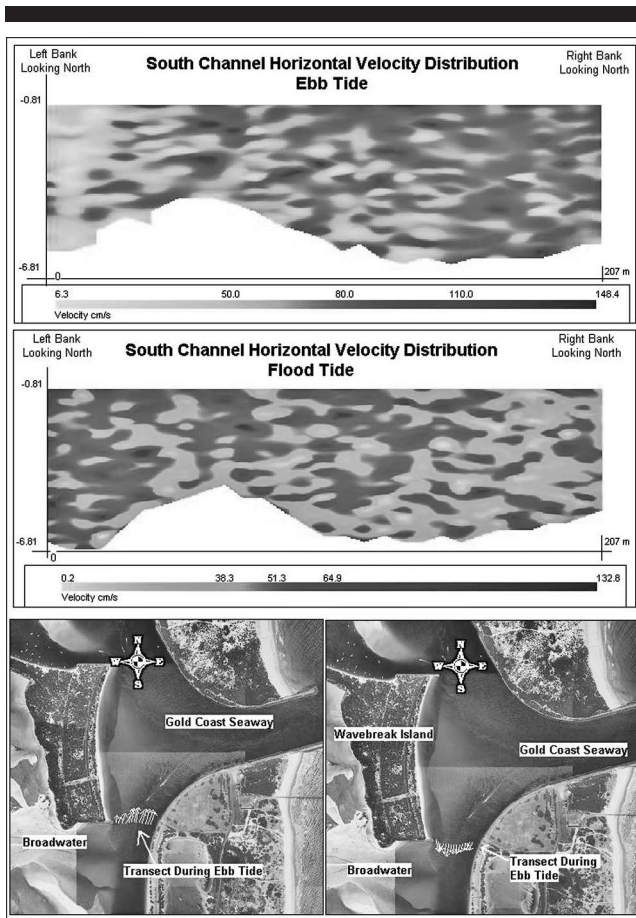 Left Bank
Looking North
South Channel Horizontal Velocity Distribution
Ebb Tide
Right Bank
Looking North
-0.81
-6.81
0
207 m
6.3 50.0 80.0 110.0 148.4
Velocity cm/s
Left Bank
Looking North
South Channel Horizontal Velocity Distribution
Flood Tide
Right Bank
Looking North
-0.81
-6.81
0
207 m
0.2 38.3 51.3 64.9 132.8
Velocity cm/s
N
W E
S
Gold Coast Seaway
Broadwater
Transect During Ebb Tide
N
W E
S
Wavebreak Island
Gold Coast Seaway
Broadwater
Transect During
Ebb Tide